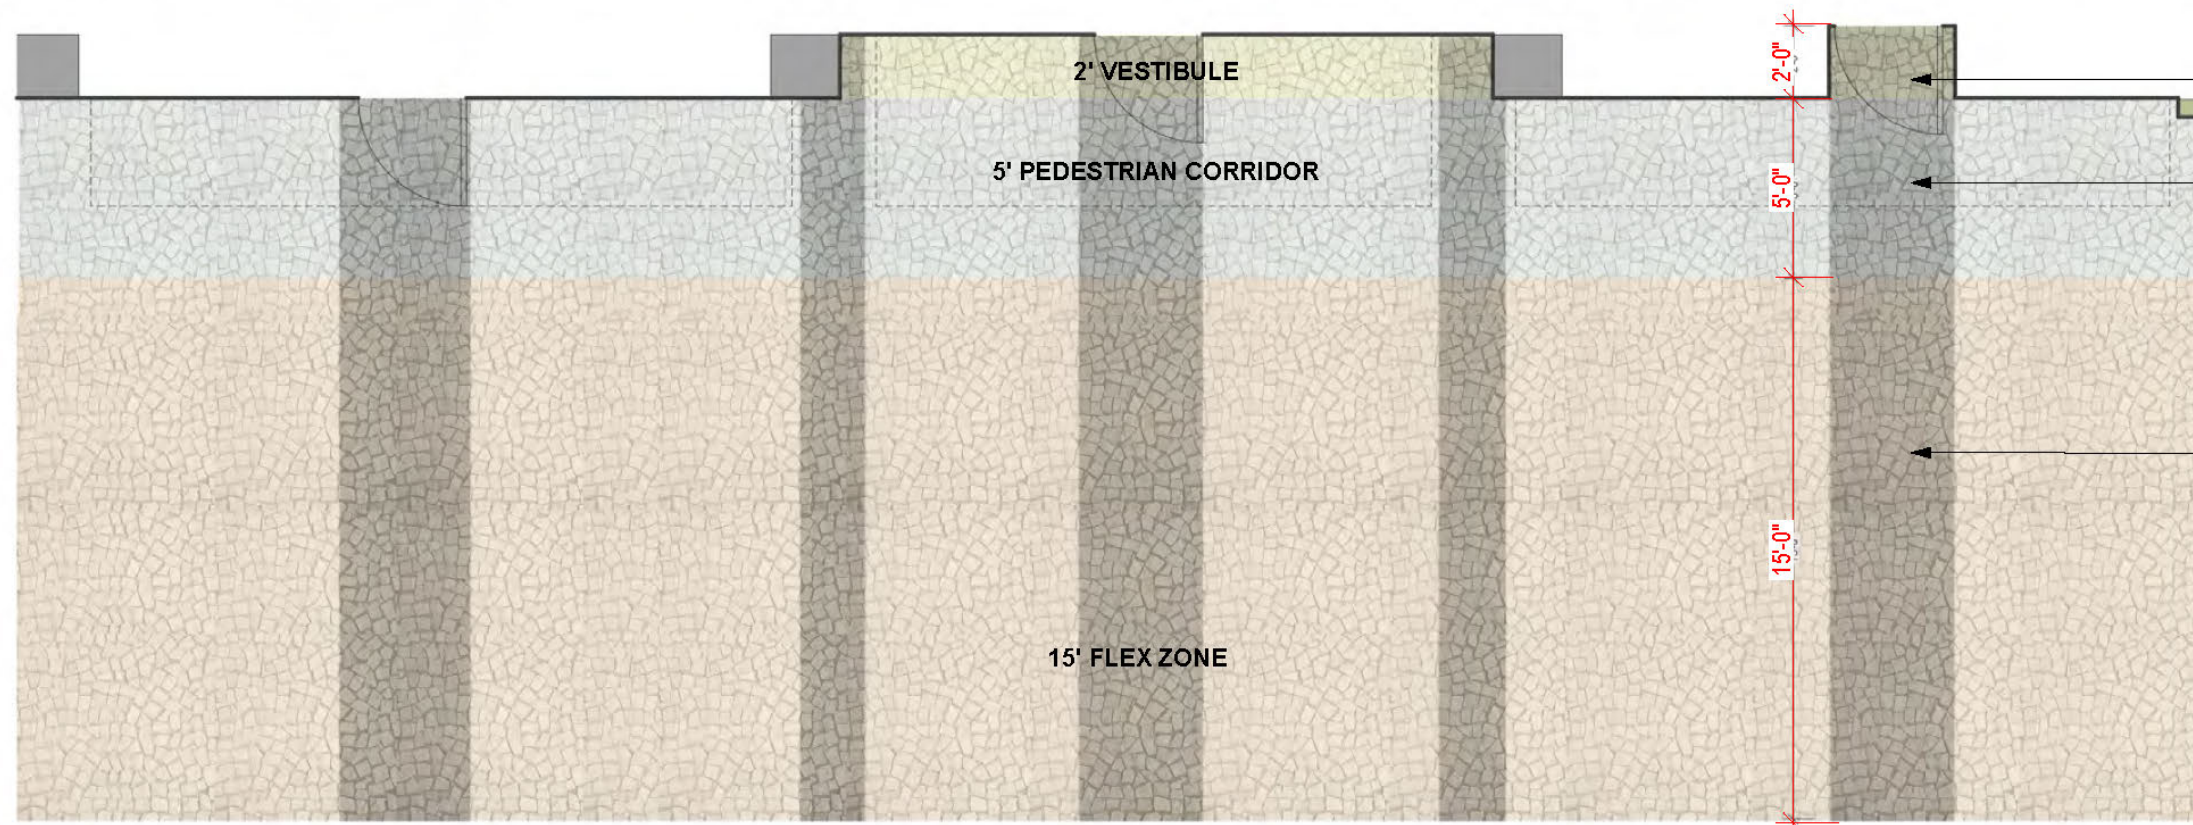 2' VESTIBULE
2'-0"
5' PEDESTRIAN CORRIDOR
5'-0"
15'-0"
15' FLEX ZONE